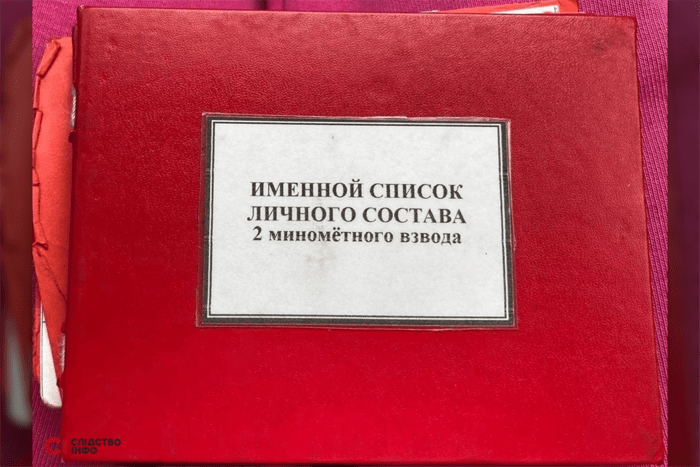 ИМЕННОЙ СПИСОК
ЛИЧНОГО СОСТАВА
2 миномётного взвода
СЛІДСТВО
ІНФО